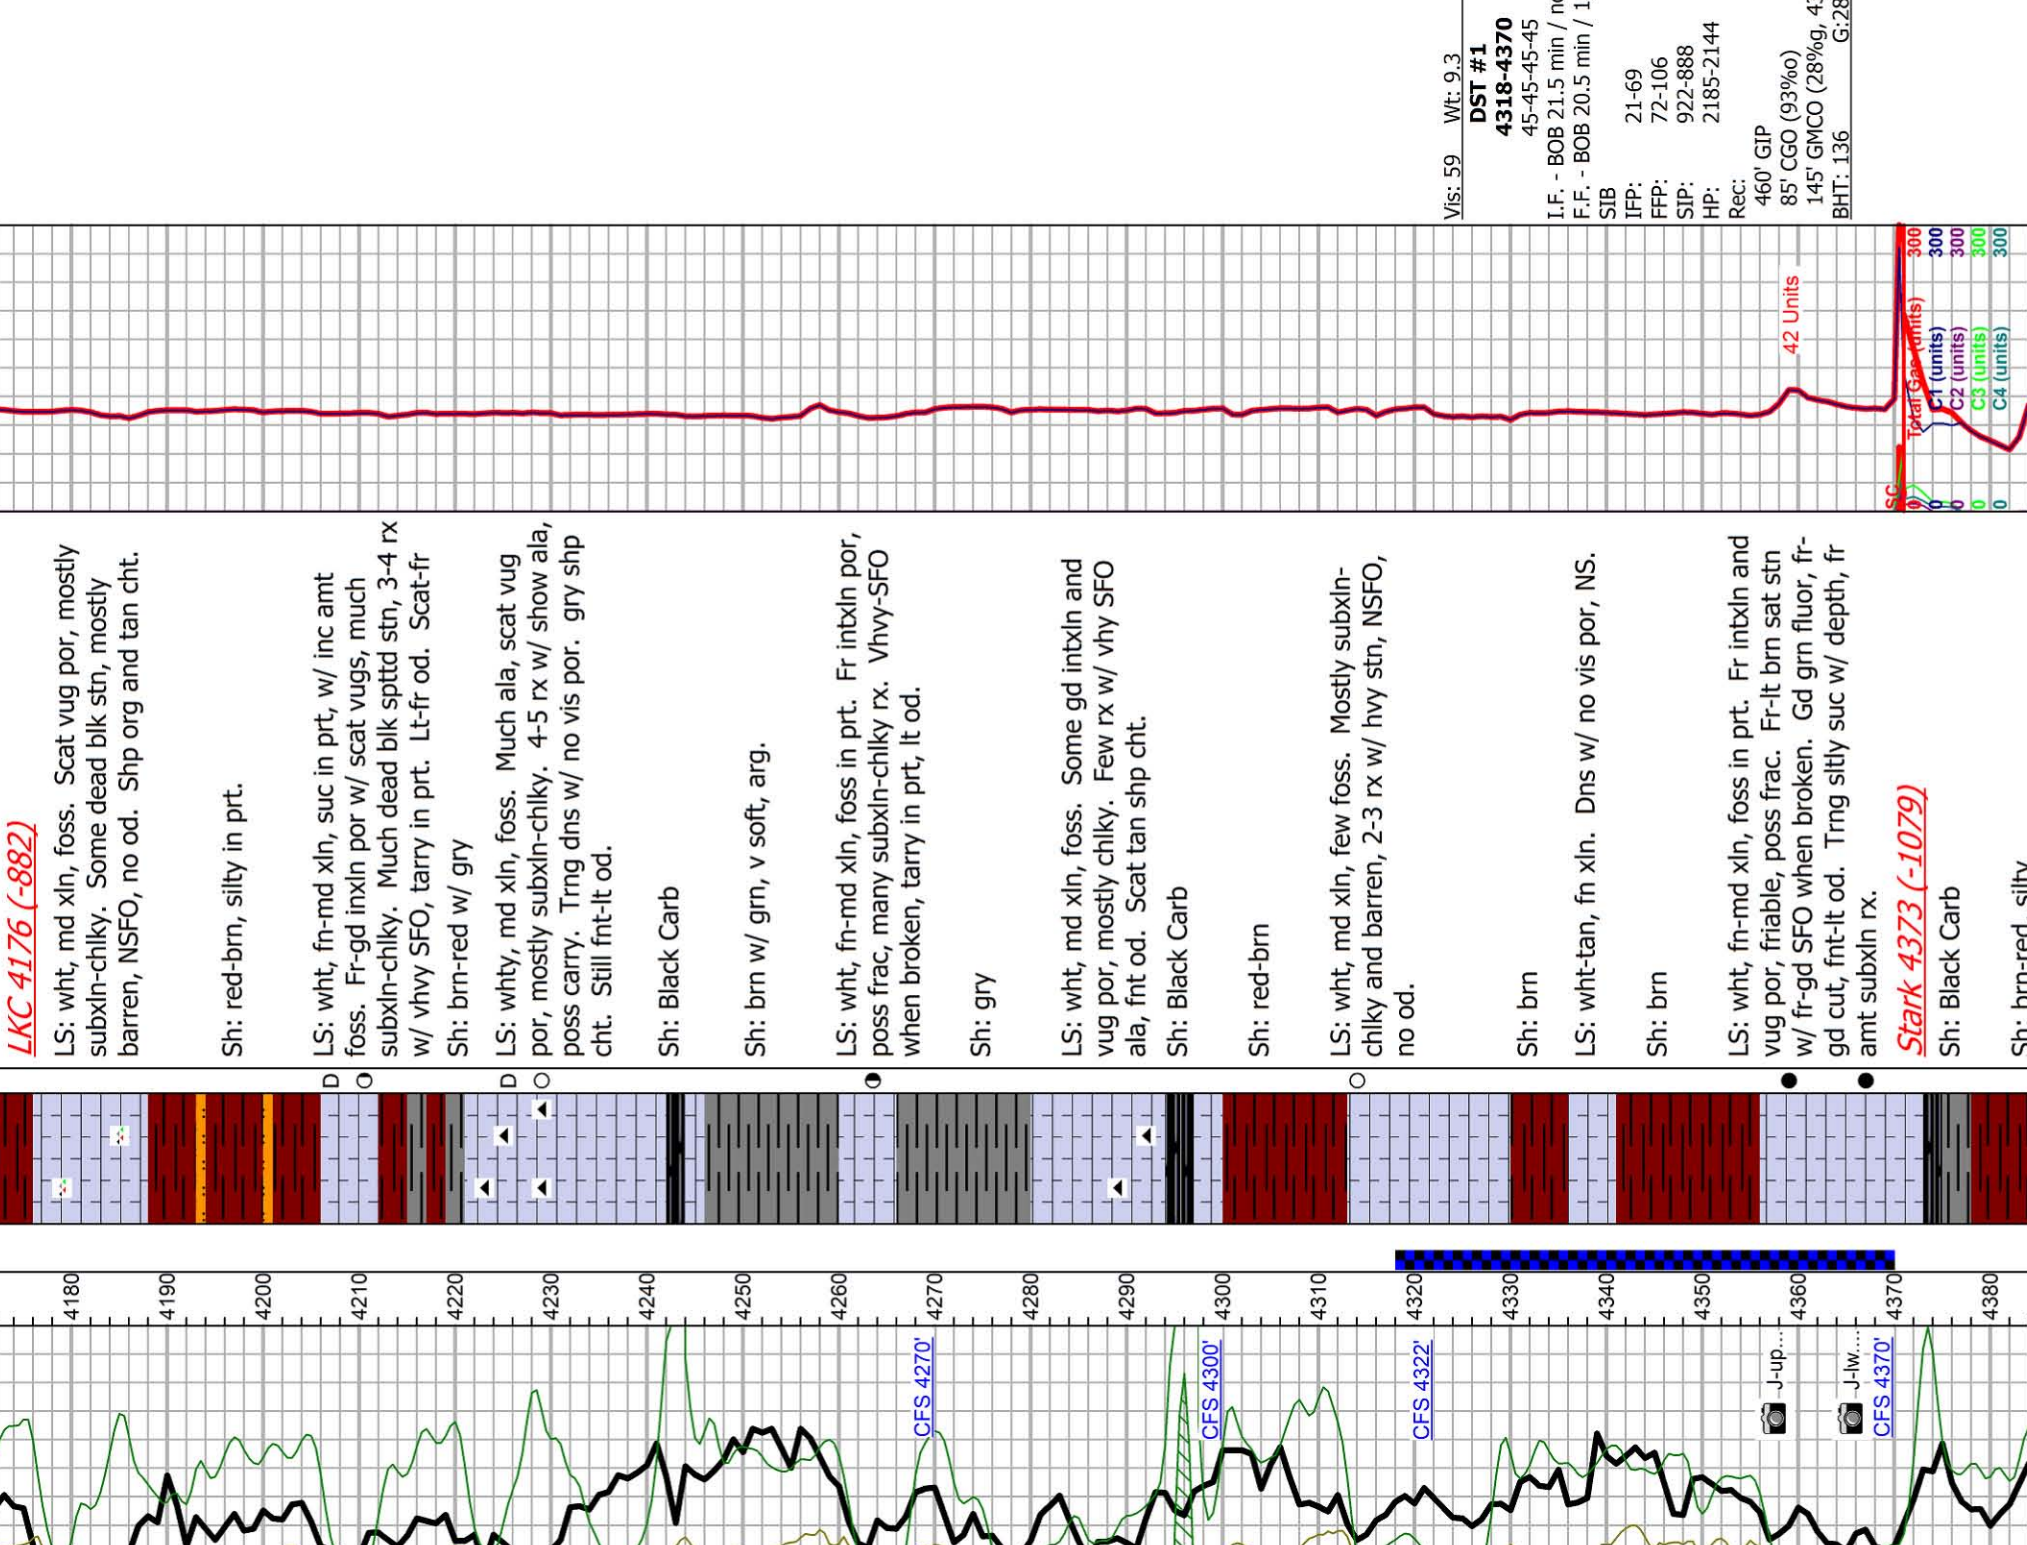 Vis: 59 Wt: 9.3
DST #1
4318-4370
45-45-45-45
I.F. - BOB 21.5 min /
F.F. - BOB 20.5 min /
SIB
IFP: 21-69
FFP: 72-106
SIP: 922-888
HP: 2185-2144
Rec:
460' GIP
85' CGO (93%o)
145' GMCO (28%g,
BHT: 136
42 Units
SC
0 Total Gas (units) 300
0 C1 (units) 300
0 C2 (units) 300
0 C3 (units) 300
0 C4 (units) 300
LKC 4176 (-882)
LS: wht, md xln, foss. Scat vug por, mostly
subxln-chlky. Some dead blk stn, mostly
barren, NSFO, no od. Shp org and tan cht.
Sh: red-brn, silty in prt.
LS: wht, fn-md xln, suc in prt, w/ inc amt
foss. Fr-gd inxln por w/ scat vugs, much
subxln-chlky. Much dead blk spttd stn, 3-4 rx
w/ vhvy SFO, tarry in prt. Lt-fr od. Scat-fr
Sh: brn-red w/ gry
LS: whty, md xln, foss. Much ala, scat vug
por, mostly subxln-chlky. 4-5 rx w/ show ala,
poss carry. Trng dns w/ no vis por. gry shp
cht. Still fnt-lt od.
Sh: Black Carb
Sh: brn w/ grn, v soft, arg.
LS: wht, fn-md xln, foss in prt. Fr intxln por,
poss frac, many subxln-chlky rx. Vhvy-SFO
when broken, tarry in prt, lt od.
Sh: gry
LS: wht, md xln, foss. Some gd intxln and
vug por, mostly chlky. Few rx w/ vhy SFO
ala, fnt od. Scat tan shp cht.
Sh: Black Carb
Sh: red-brn
LS: wht, md xln, few foss. Mostly subxln-
chlky and barren, 2-3 rx w/ hvy stn, NSFO,
no od.
Sh: brn
LS: wht-tan, fn xln. Dns w/ no vis por, NS.
Sh: brn
LS: wht, fn-md xln, foss in prt. Fr intxln and
vug por, friable, poss frac. Fr-lt brn sat stn
w/ fr-gd SFO when broken. Gd grn fluor, fr-
gd cut, fnt-lt od. Trng sltly suc w/ depth, fr
amt subxln rx.
Stark 4373 (-1079)
Sh: Black Carb
Sh: brn-red, silty
D
D
4180
4190
4200
4210
4220
4230
4240
4250
4260
4270
4280
4290
4300
4310
4320
4330
4340
4350
4360
4370
4380
CFS 4270'
CFS 4300'
CFS 4322'
J-up...
J-lw...
CFS 4370'